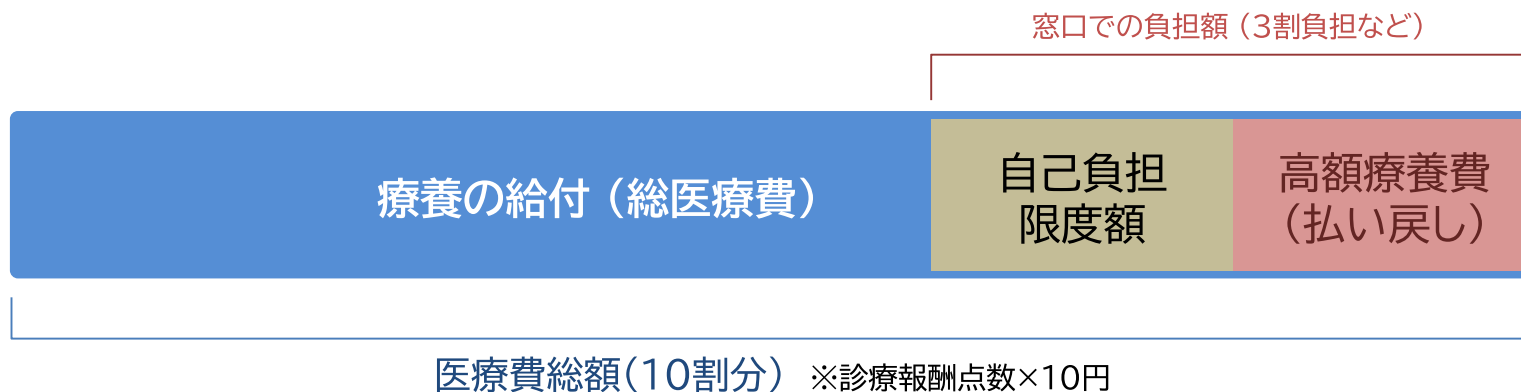 窓口での負担額（3割負担など）
療養の給付（総医療費）
自己負担
限度額
高額療養費
（払い戻し）
医療費総額（10割分） ※診療報酬点数×10円